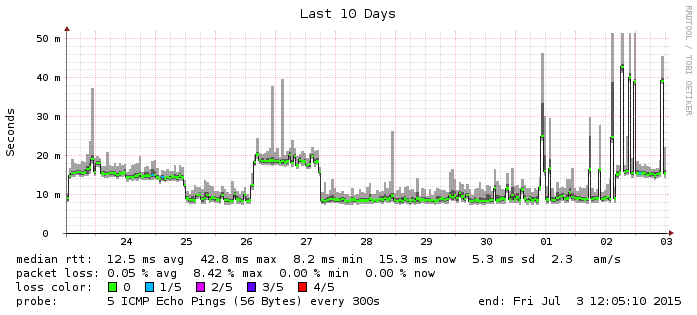 Last 10 Days
RRDTOOL / TOBI OETIKER
Seconds
50 m
40 m
30 m
20 m
10 m
0
24 25 26 27 28 29 30 01 02 03
median rtt: 12.5 ms avg 42.8 ms max 8.2 ms min 15.3 ms now 5.3 ms sd 2.3 am/s
packet loss: 0.05 % avg 8.42 % max 0.00 % min 0.00 % now
loss color: 0 1/5 2/5 3/5 4/5
probe: 5 ICMP Echo Pings (56 Bytes) every 300s end: Fri Jul 3 12:05:10 2015